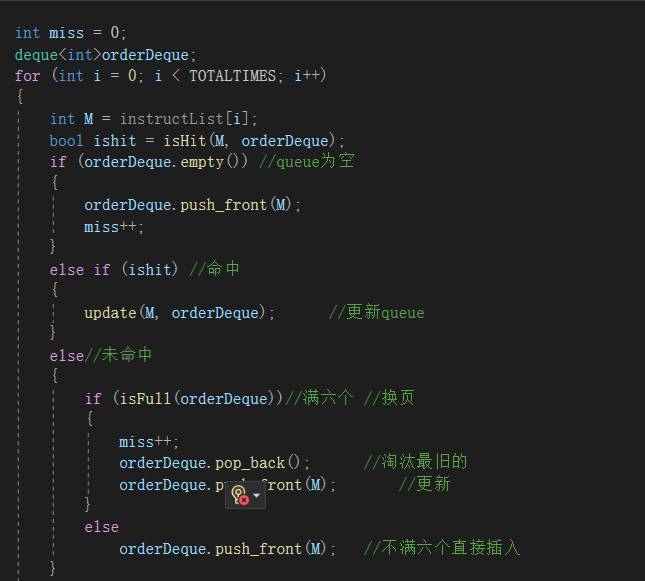 int miss = 0;
deque<int>orderDeque;
for (int i = 0; i < TOTALTIMES; i++)
{
int M = instructList[i];
bool ishit = isHit(M, orderDeque);
if (orderDeque.empty()) //queue为空
{
orderDeque.push_front(M);
miss++;
}
else if (ishit) //命中
{
update(M, orderDeque); //更新queue
}
else//未命中
{
if (isFull(orderDeque))//满六个 //换页
{
miss++;
orderDeque.pop_back(); //淘汰最旧的
orderDeque.push_front(M); //更新
}
else
orderDeque.push_front(M); //不满六个直接插入
}